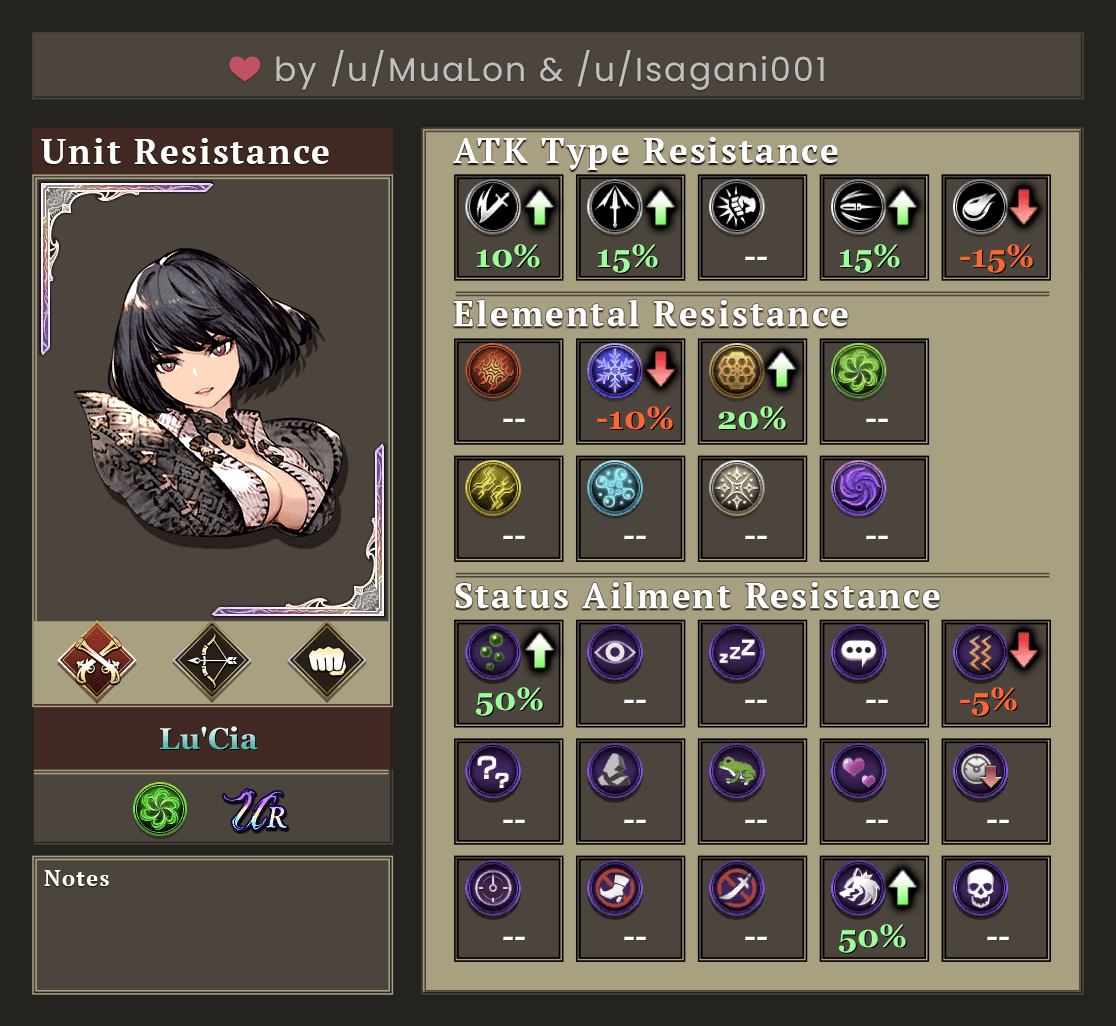 by /u/MuaLon & /u/Isagani001
Unit Resistance
Lu'Cia
UR
Notes
ATK Type Resistance
10% 15% -- 15% -15%
Elemental Resistance
-- -10% 20% --
-- -- -- --
Status Ailment Resistance
zzZ
50% -- -- -- -5%
??
-- -- -- -- --
-- -- -- 50% --